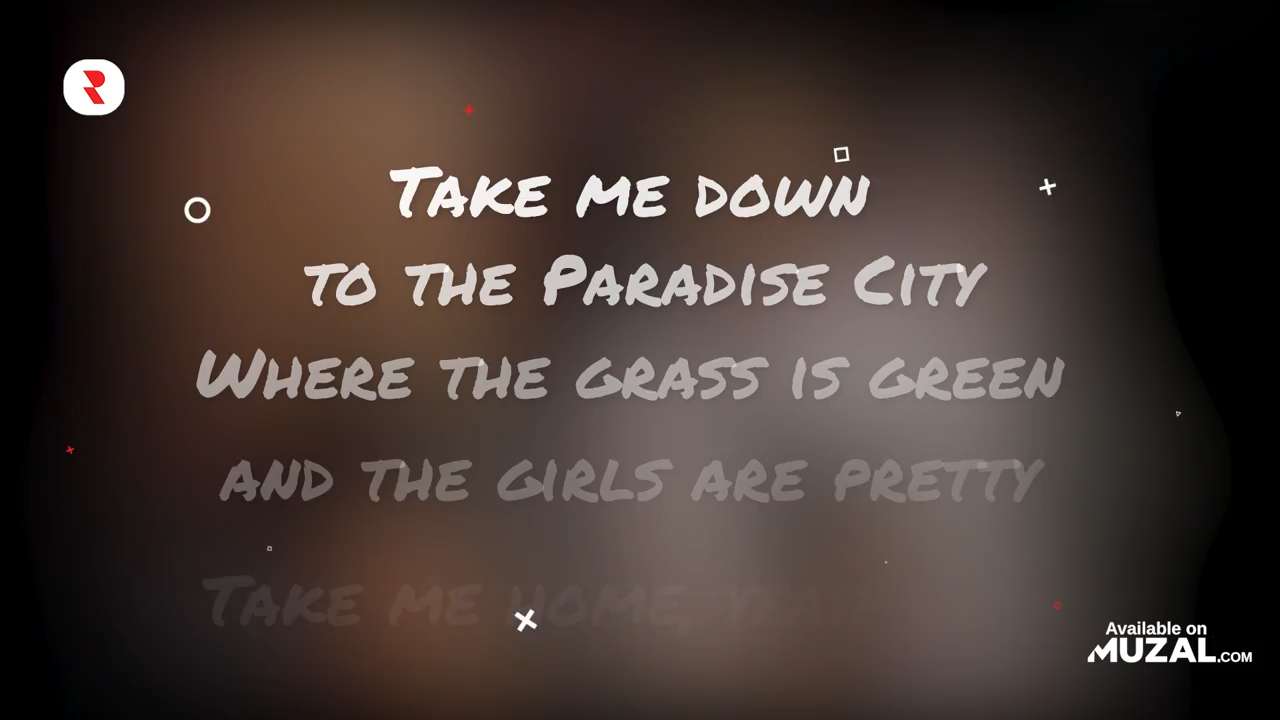 Take me down
to the Paradise City
Where the grass is green
and the girls are pretty
Take me home,
Available on
MUZAL.COM